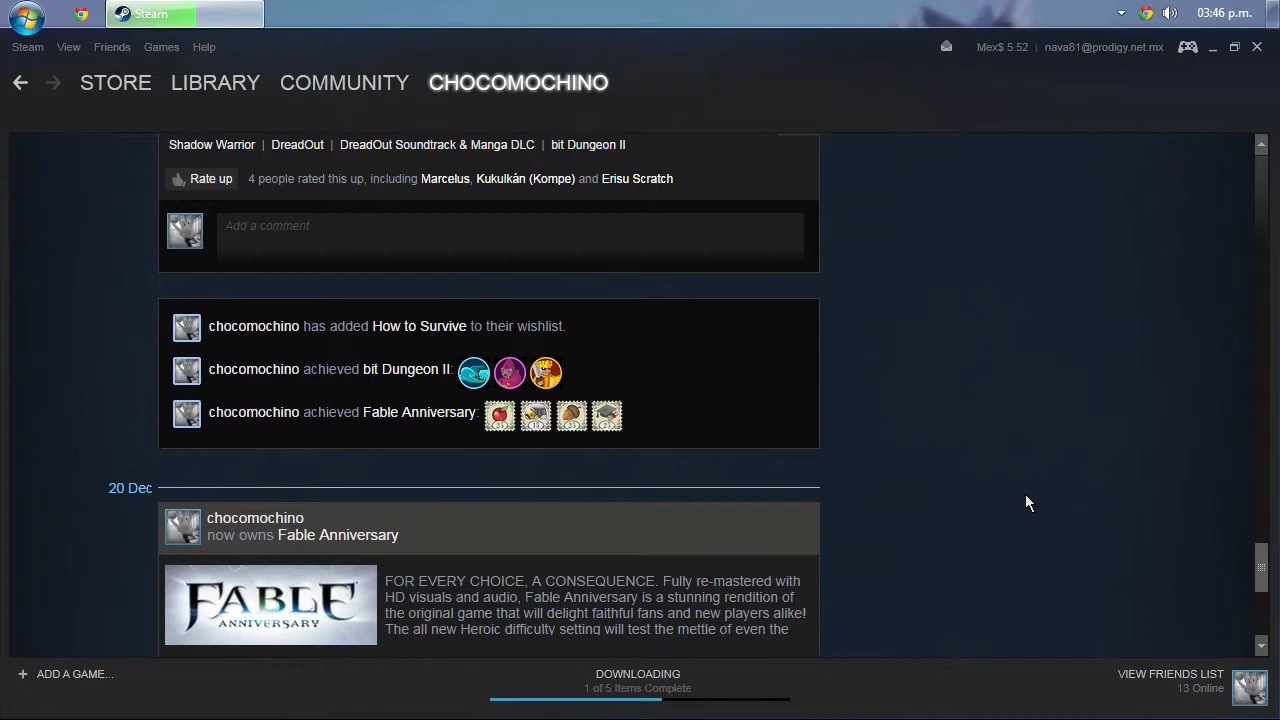 Steam
03:46 p.m.
Steam View Friends Games Help
Mex$ 5.52 nava81@prodigy.net.mx
STORE LIBRARY COMMUNITY CHOCOMOCHINO
Shadow Warrior | DreadOut | DreadOut Soundtrack & Manga DLC | bit Dungeon II
Rate up 4 people rated this up, including Marcelus, Kukulkán (Kompe) and Erisu Scratch
Add a comment
chocomochino has added How to Survive to their wishlist.
chocomochino achieved bit Dungeon II:
chocomochino achieved Fable Anniversary:
20 Dec
chocomochino
now owns Fable Anniversary
FABLE
ANNIVERSARY
FOR EVERY CHOICE, A CONSEQUENCE. Fully re-mastered with
HD visuals and audio, Fable Anniversary is a stunning rendition of
the original game that will delight faithful fans and new players alike!
The all new Heroic difficulty setting will test the mettle of even the
ADD A GAME...
DOWNLOADING
1 of 5 Items Complete
VIEW FRIENDS LIST
13 Online